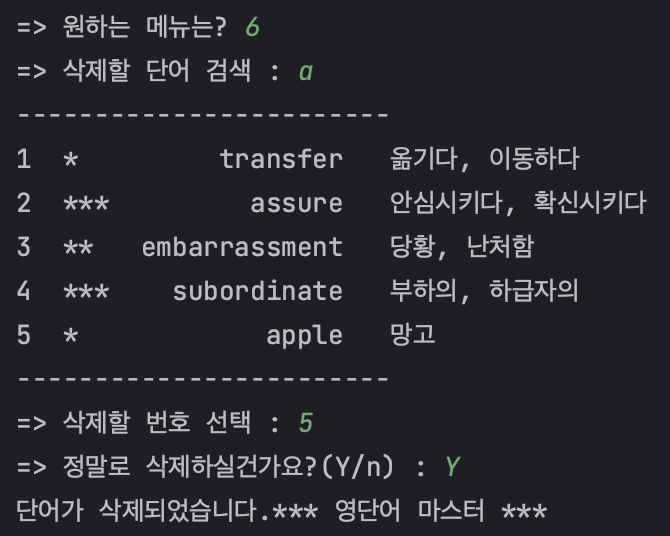 => 원하는 메뉴는? 6
=> 삭제할 단어 검색 : a
------------------------
1  *         transfer   옮기다, 이동하다
2  ***         assure   안심시키다, 확신시키다
3  **   embarrassment   당황, 난처함
4  ***    subordinate   부하의, 하급자의
5  *            apple   망고
------------------------
=> 삭제할 번호 선택 : 5
=> 정말로 삭제하실건가요?(Y/n) : Y
단어가 삭제되었습니다.*** 영단어 마스터 ***